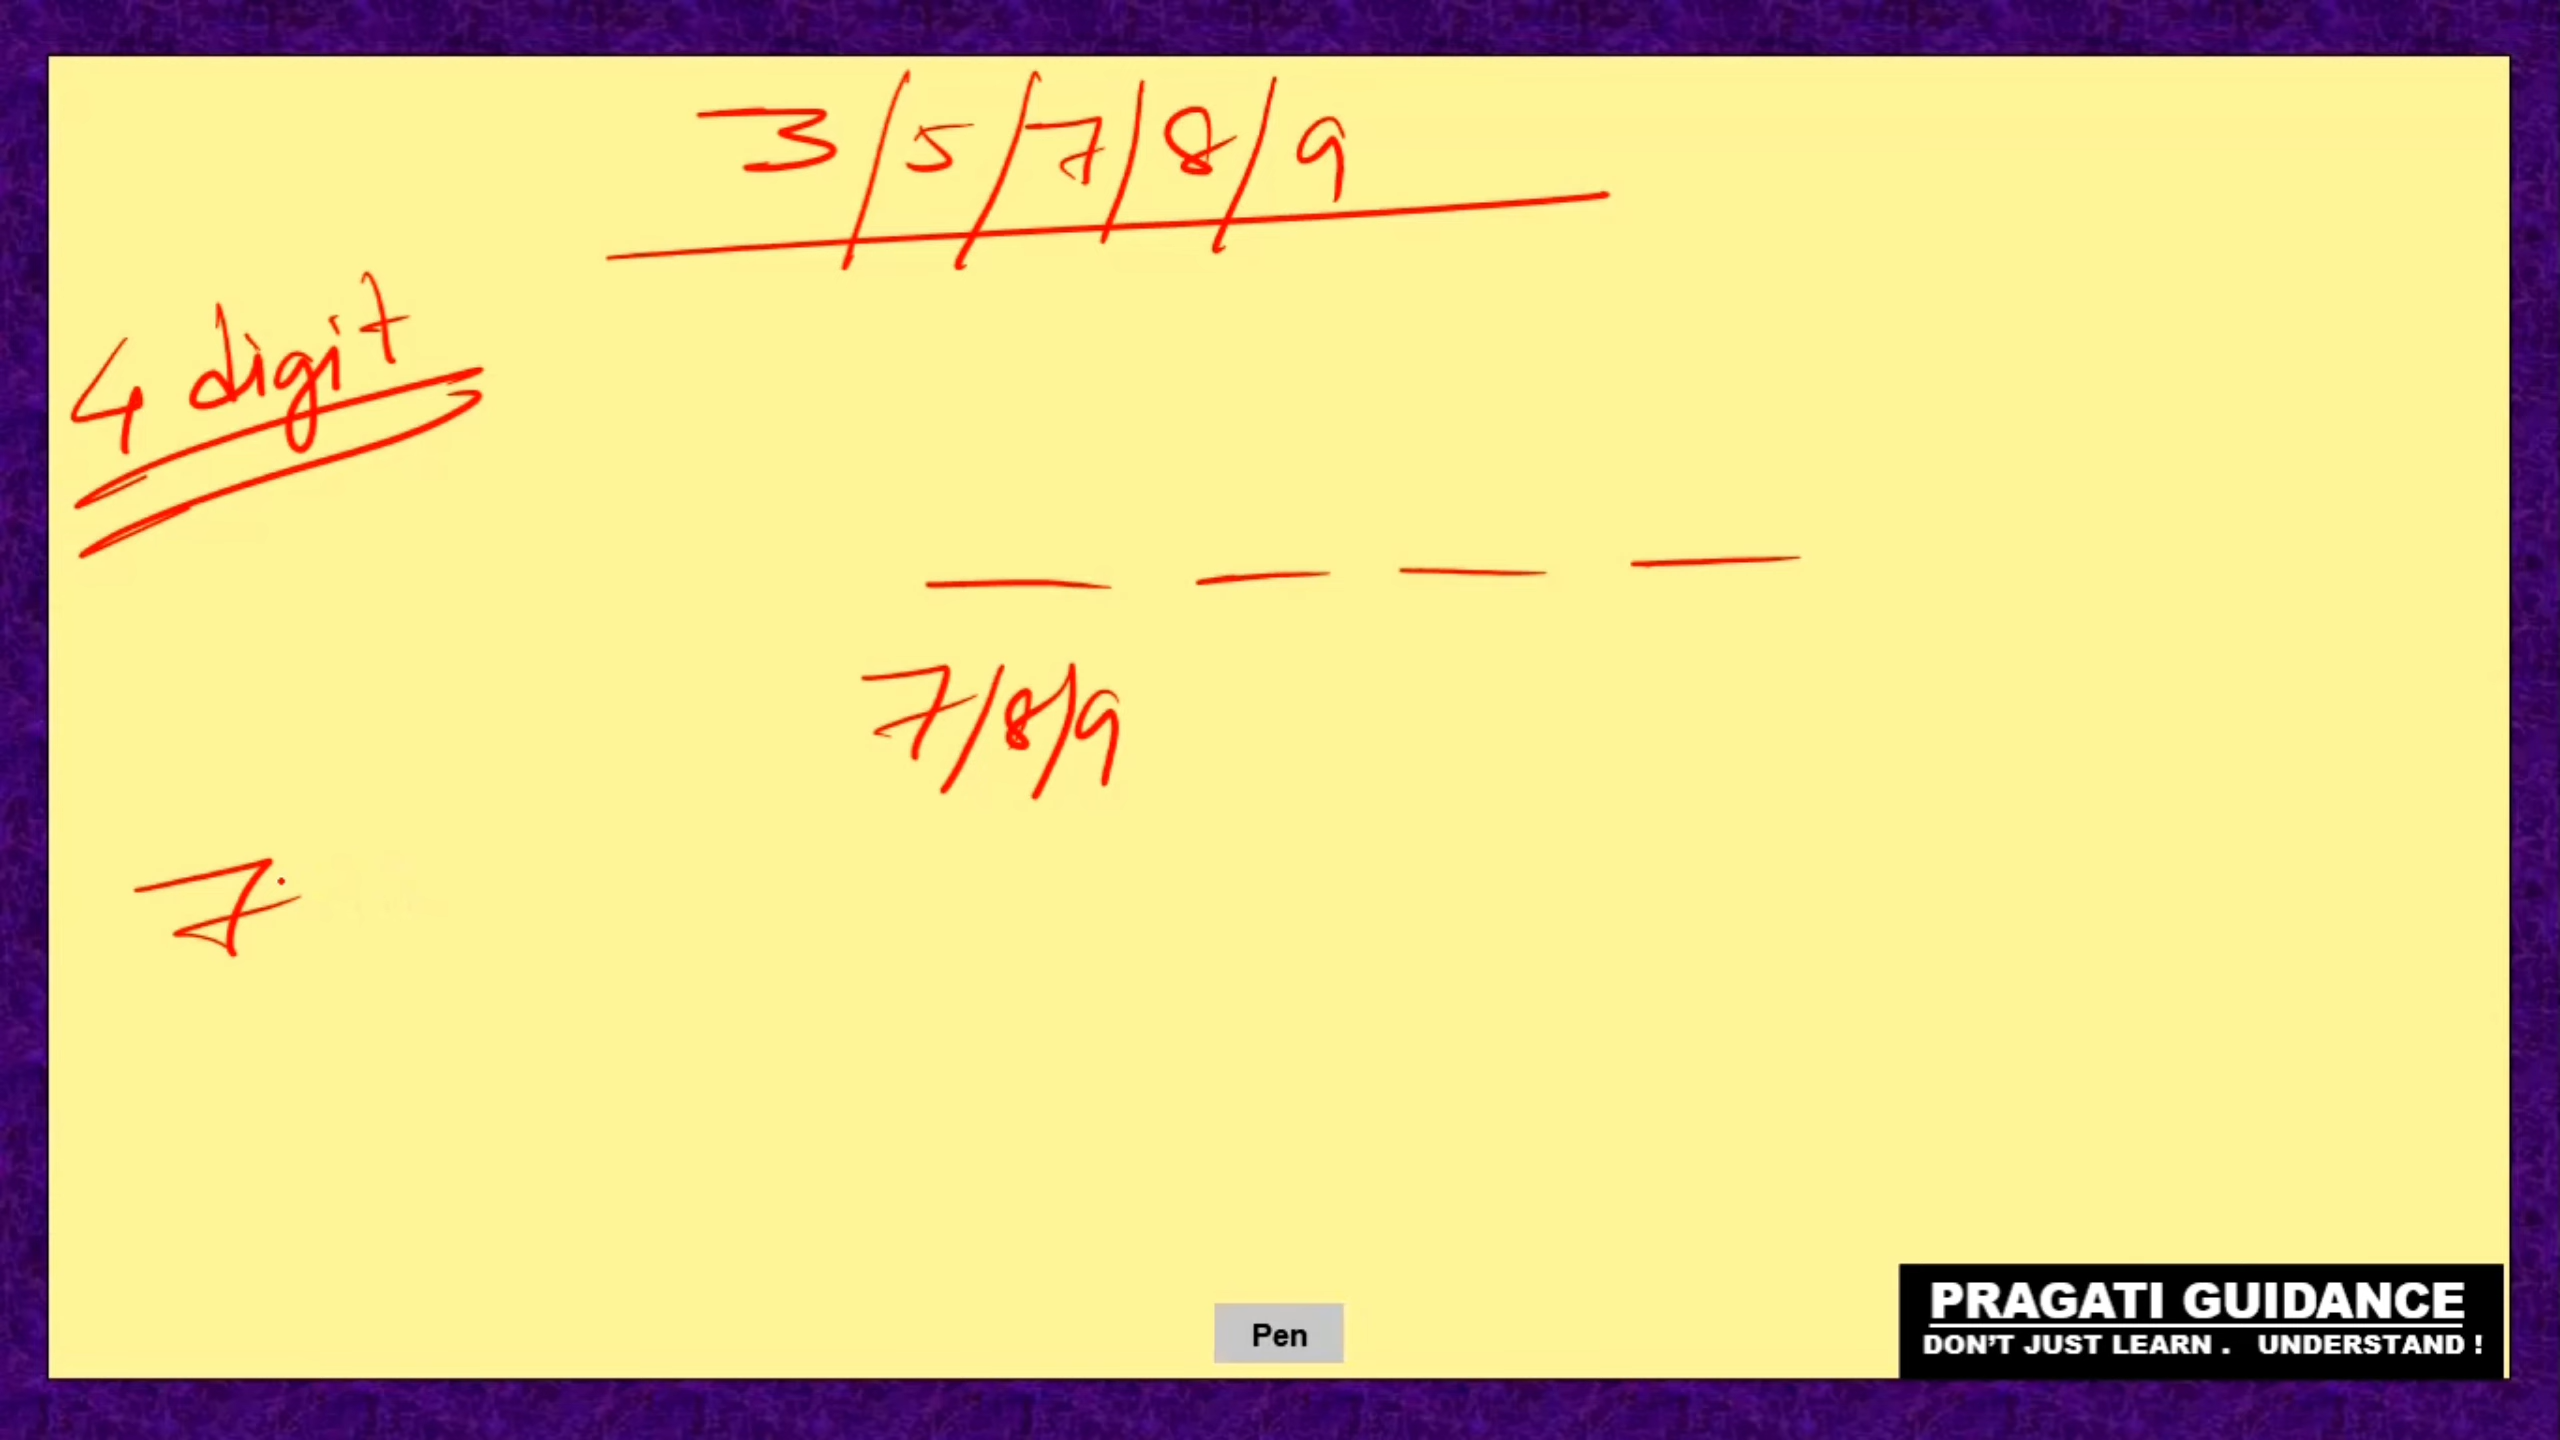 3/5/7/8/9
4 digit
7/8/9
7
Pen
PRAGATI GUIDANCE
DON'T JUST LEARN. UNDERSTAND!